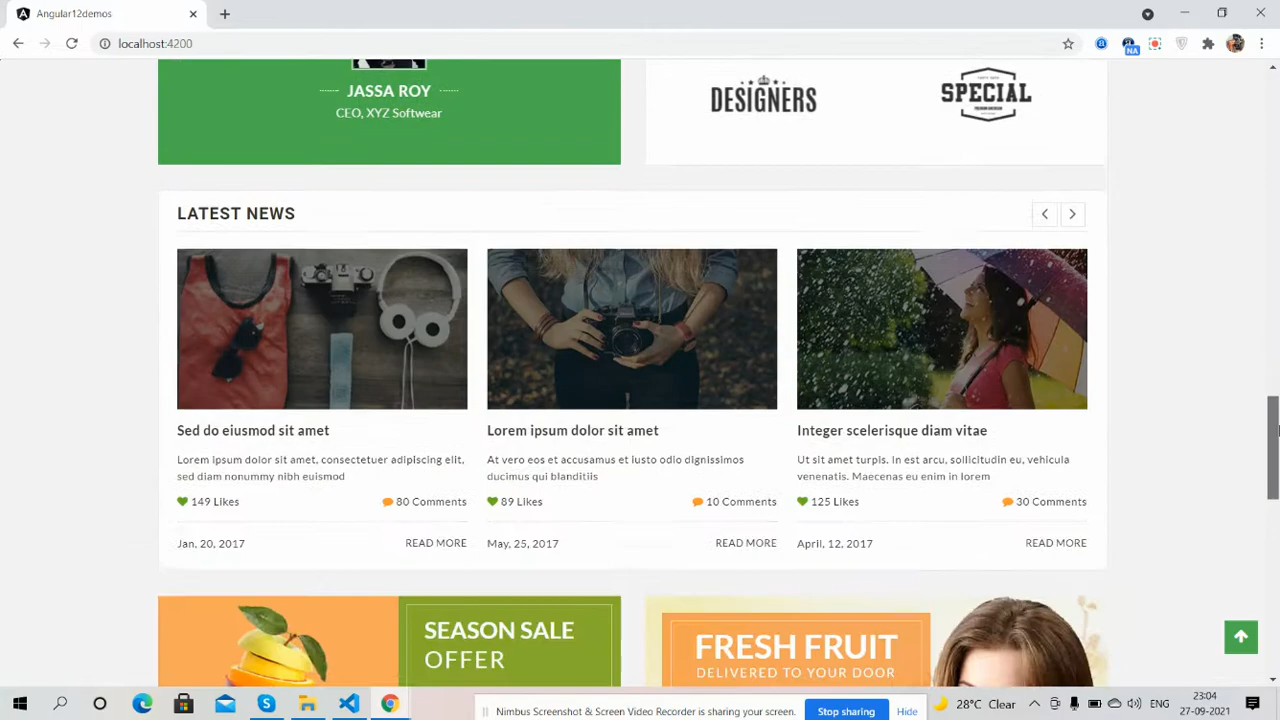 Angular12demos
localhost:4200
NA
JASSA ROY
CEO, XYZ Softwear
DESIGNERS
SPECIAL
LATEST NEWS
Sed do eiusmod sit amet
Lorem ipsum dolor sit amet, consectetuer adipiscing elit,
sed diam nonummy nibh euismod
149 Likes
80 Comments
Jan, 20, 2017
READ MORE
Lorem ipsum dolor sit amet
At vero eos et accusamus et iusto odio dignissimos
ducimus qui blanditiis
89 Likes
10 Comments
May, 25, 2017
READ MORE
Integer scelerisque diam vitae
Ut sit amet turpis. In est arcu, sollicitudin eu, vehicula
venenatis. Maecenas eu enim in lorem
125 Likes
30 Comments
April, 12, 2017
READ MORE
SEASON SALE
OFFER
FRESH FRUIT
DELIVERED TO YOUR DOOR
Nimbus Screenshot & Screen Video Recorder is sharing your screen.
Stop sharing
Hide
28°C Clear
ENG
23:04
27-09-2021